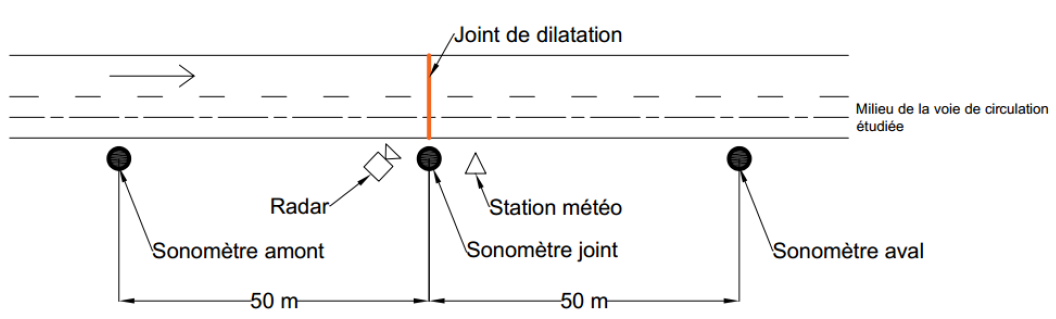 Joint de dilatation
Milieu de la voie de circulation
étudiée
Radar
Station météo
Sonomètre amont
Sonomètre joint
Sonomètre aval
50 m
50 m